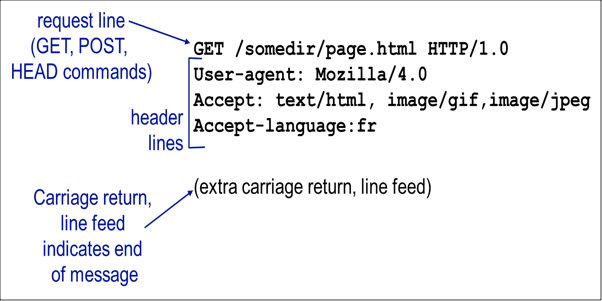 request line
(GET, POST,
HEAD commands)
GET /somedir/page.html HTTP/1.0
User-agent: Mozilla/4.0
Accept: text/html, image/gif,image/jpeg
Accept-language:fr
header
lines
(extra carriage return, line feed)
Carriage return,
line feed
indicates end
of message